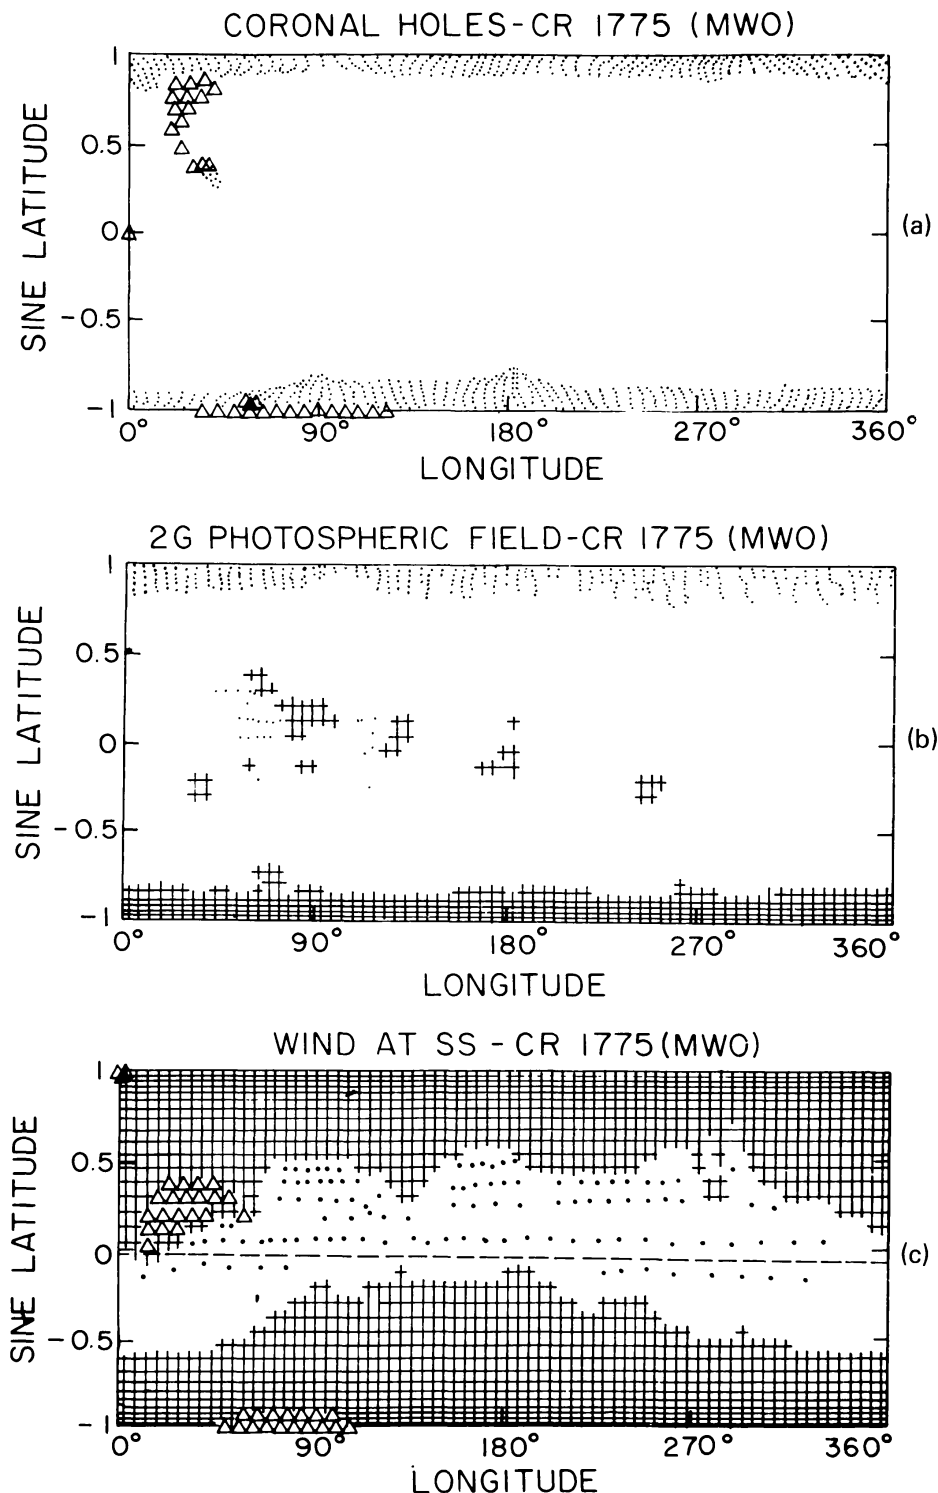 CORONAL HOLES-CR 1775 (MWO)
1
0.5
0
-0.5
-1
SINE LATITUDE
(a)
0° 90° 180° 270° 360°
LONGITUDE
2G PHOTOSPHERIC FIELD-CR 1775 (MWO)
1
0.5
0
-0.5
-1
SINE LATITUDE
(b)
0° 90° 180° 270° 360°
LONGITUDE
WIND AT SS - CR 1775 (MWO)
1
0.5
0
-0.5
-1
SINE LATITUDE
(c)
0° 90° 180° 270° 360°
LONGITUDE